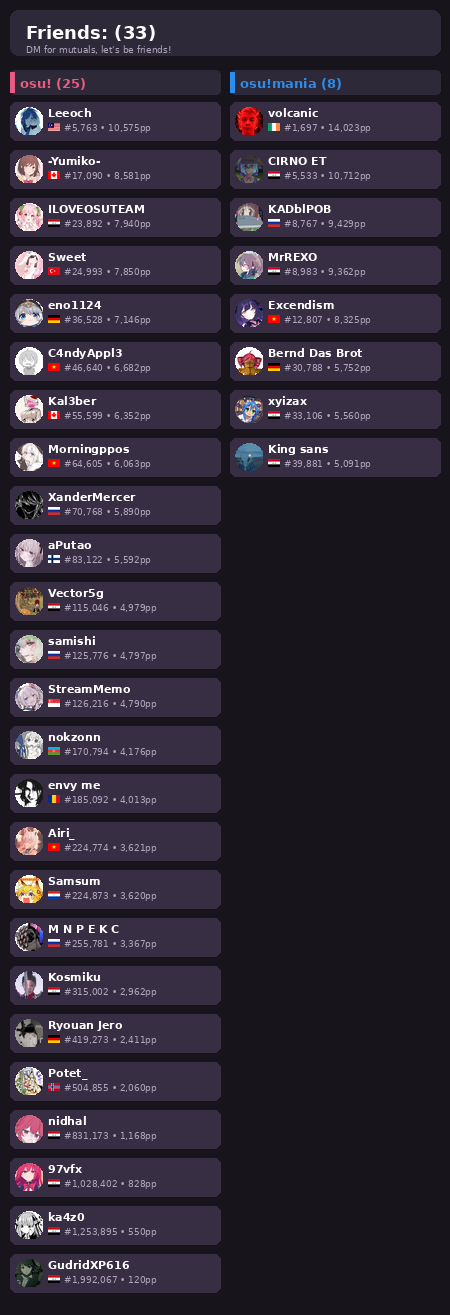 Friends: (33)
DM for mutuals, let's be friends!
osu! (25)
Leeoch
#5,763 • 10,575pp
-Yumiko-
#17,090 • 8,581pp
ILOVEOSUTEAM
#23,892 • 7,940pp
Sweet
#24,993 • 7,850pp
eno1124
#36,528 • 7,146pp
C4ndyAppl3
#46,640 • 6,682pp
Kal3ber
#55,599 • 6,352pp
Morningppos
#64,605 • 6,063pp
XanderMercer
#70,768 • 5,890pp
aPutao
#83,122 • 5,592pp
Vector5g
#115,046 • 4,979pp
samishi
#125,776 • 4,797pp
StreamMemo
#126,216 • 4,790pp
nokzonn
#170,794 • 4,176pp
envy me
#185,092 • 4,013pp
Airi_
#224,774 • 3,621pp
Samsum
#224,873 • 3,620pp
M N P E K C
#255,781 • 3,367pp
Kosmiku
#315,002 • 2,962pp
Ryouan Jero
#419,273 • 2,411pp
Potet_
#504,855 • 2,060pp
nidhal
#831,173 • 1,168pp
97vfx
#1,028,402 • 828pp
ka4z0
#1,253,895 • 550pp
GudridXP616
#1,992,067 • 120pp
osu!mania (8)
volcanic
#1,697 • 14,023pp
CIRNO ET
#5,533 • 10,712pp
KADblPOB
#8,767 • 9,429pp
MrREXO
#8,983 • 9,362pp
Excendism
#12,807 • 8,325pp
Bernd Das Brot
#30,788 • 5,752pp
xyizax
#33,106 • 5,560pp
King sans
#39,881 • 5,091pp